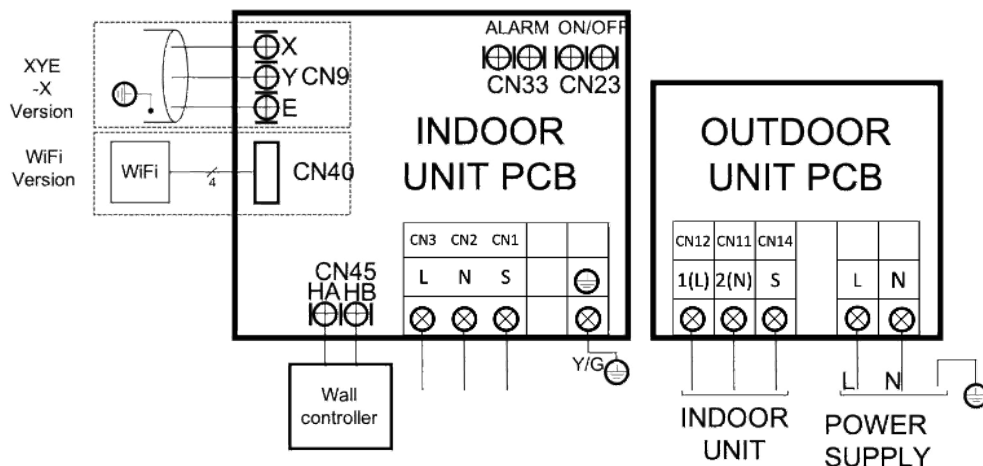 XYE
-X
Version
X
Y CN9
E
ALARM ON/OFF
CN33 CN23
WiFi
Version
WiFi
4
CN40
INDOOR
UNIT PCB
OUTDOOR
UNIT PCB
CN45
HA HB
CN3 CN2 CN1
L N S
CN12 CN11 CN14
1(L) 2(N) S L N
Y/G
Wall
controller
L N
INDOOR
UNIT
POWER
SUPPLY